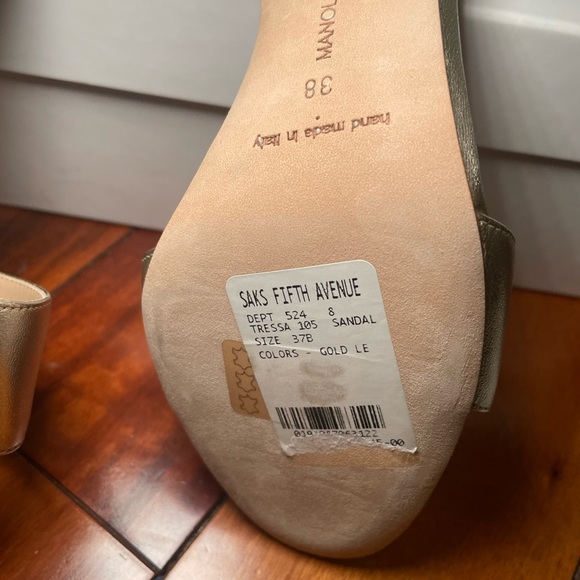 MANOL
38
hand made in Italy
SAKS FIFTH AVENUE
DEPT 524 8
TRESSA 105 SANDAL
SIZE 37B
COLORS - GOLD LE